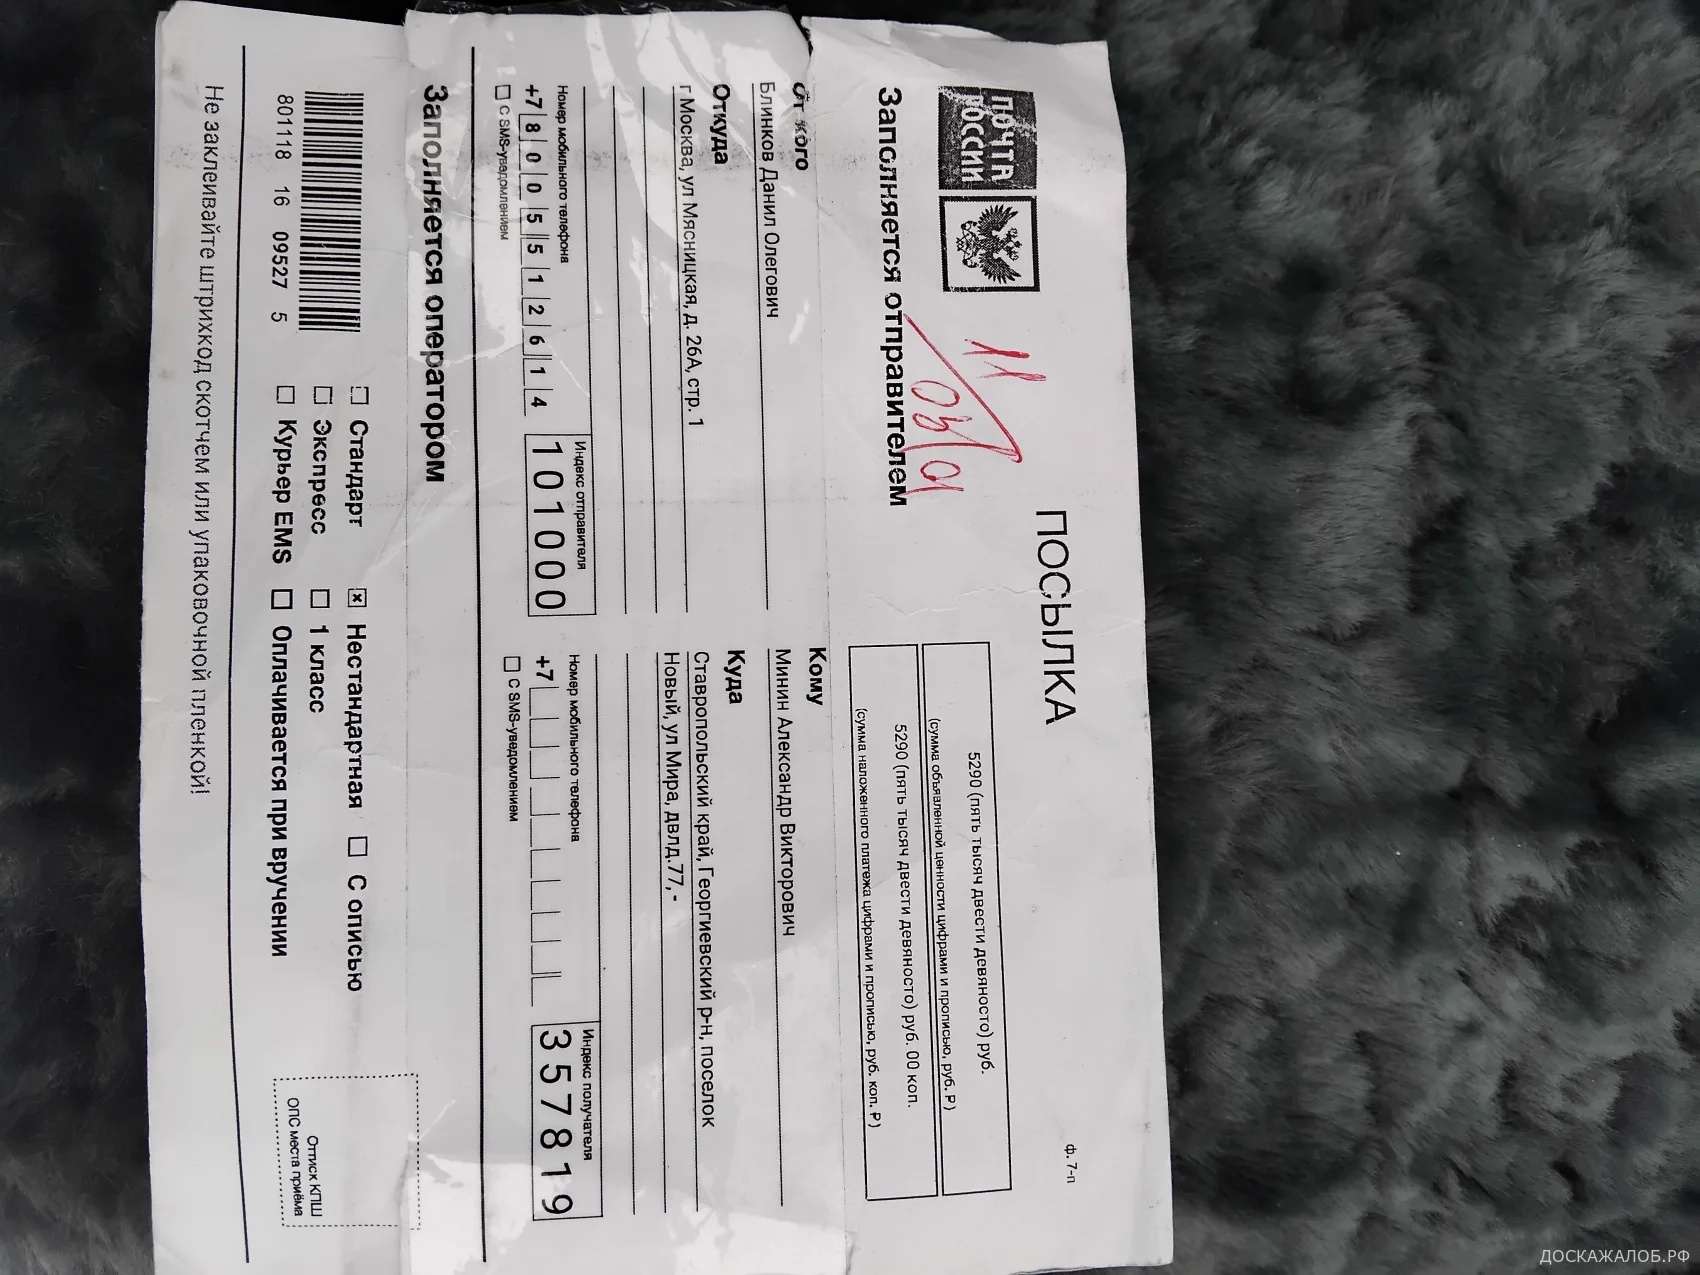 ПОЧТА
РОССИИ
ПОСЫЛКА
ф. 7-п
11
03/01
Заполняется отправителем
5290 (пять тысяч двести девяносто) руб.
(сумма объявленной ценности цифрами и прописью, руб. ₽)
5290 (пять тысяч двести девяносто) руб. 00 коп.
(сумма наложенного платежа цифрами и прописью, руб. коп. ₽)
От кого
Блинков Данил Олегович
Откуда
г Москва, ул Мясницкая, д. 26А, стр. 1
Номер мобильного телефона
+7 8 0 0 5 5 1 2 6 1 4
С SMS-уведомлением
Индекс отправителя
101000
Кому
Минин Александр Викторович
Куда
Ставропольский край, Георгиевский р-н, поселок
Новый, ул Мира, двлд.77,-
Номер мобильного телефона
+7
С SMS-уведомлением
Индекс получателя
357819
Заполняется оператором
801118 16 09527 5
Стандарт
Нестандартная
С описью
Экспресс
1 класс
Курьер EMS
Оплачивается при вручении
Оттиск КПШ
ОПС места приёма
Не заклеивайте штрихкод скотчем или упаковочной пленкой!
ДОСКАЖАЛОБ.РФ